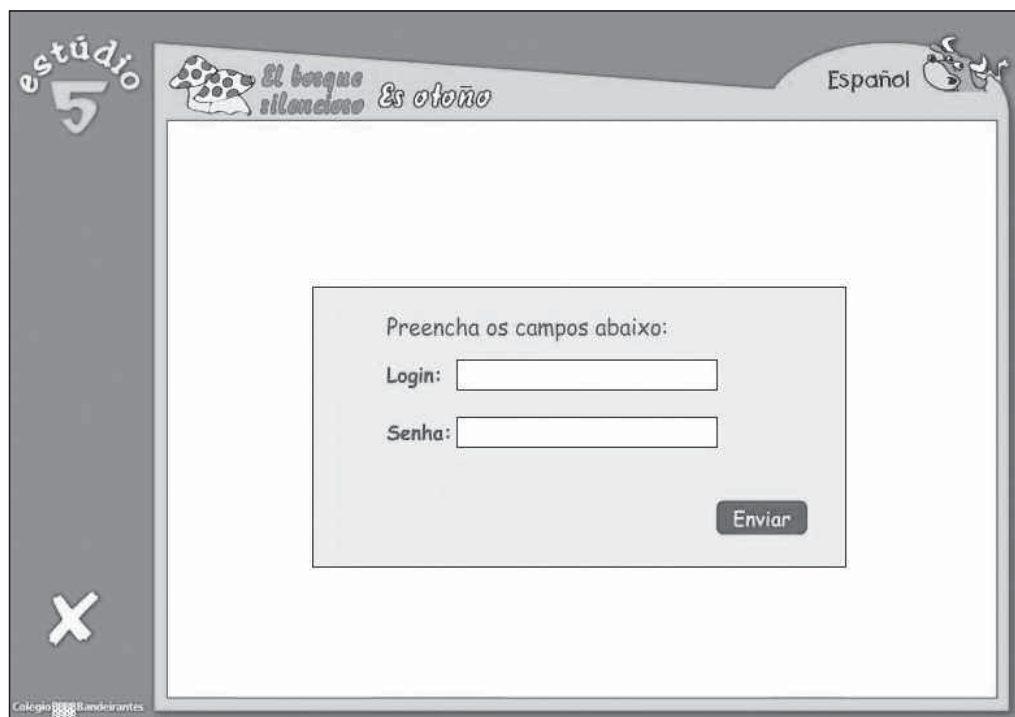 estúdio
5
El bosque
silencioso
Es otoño
Español
Preencha os campos abaixo:
Login:
Senha:
Enviar
Colégio Bandeirantes